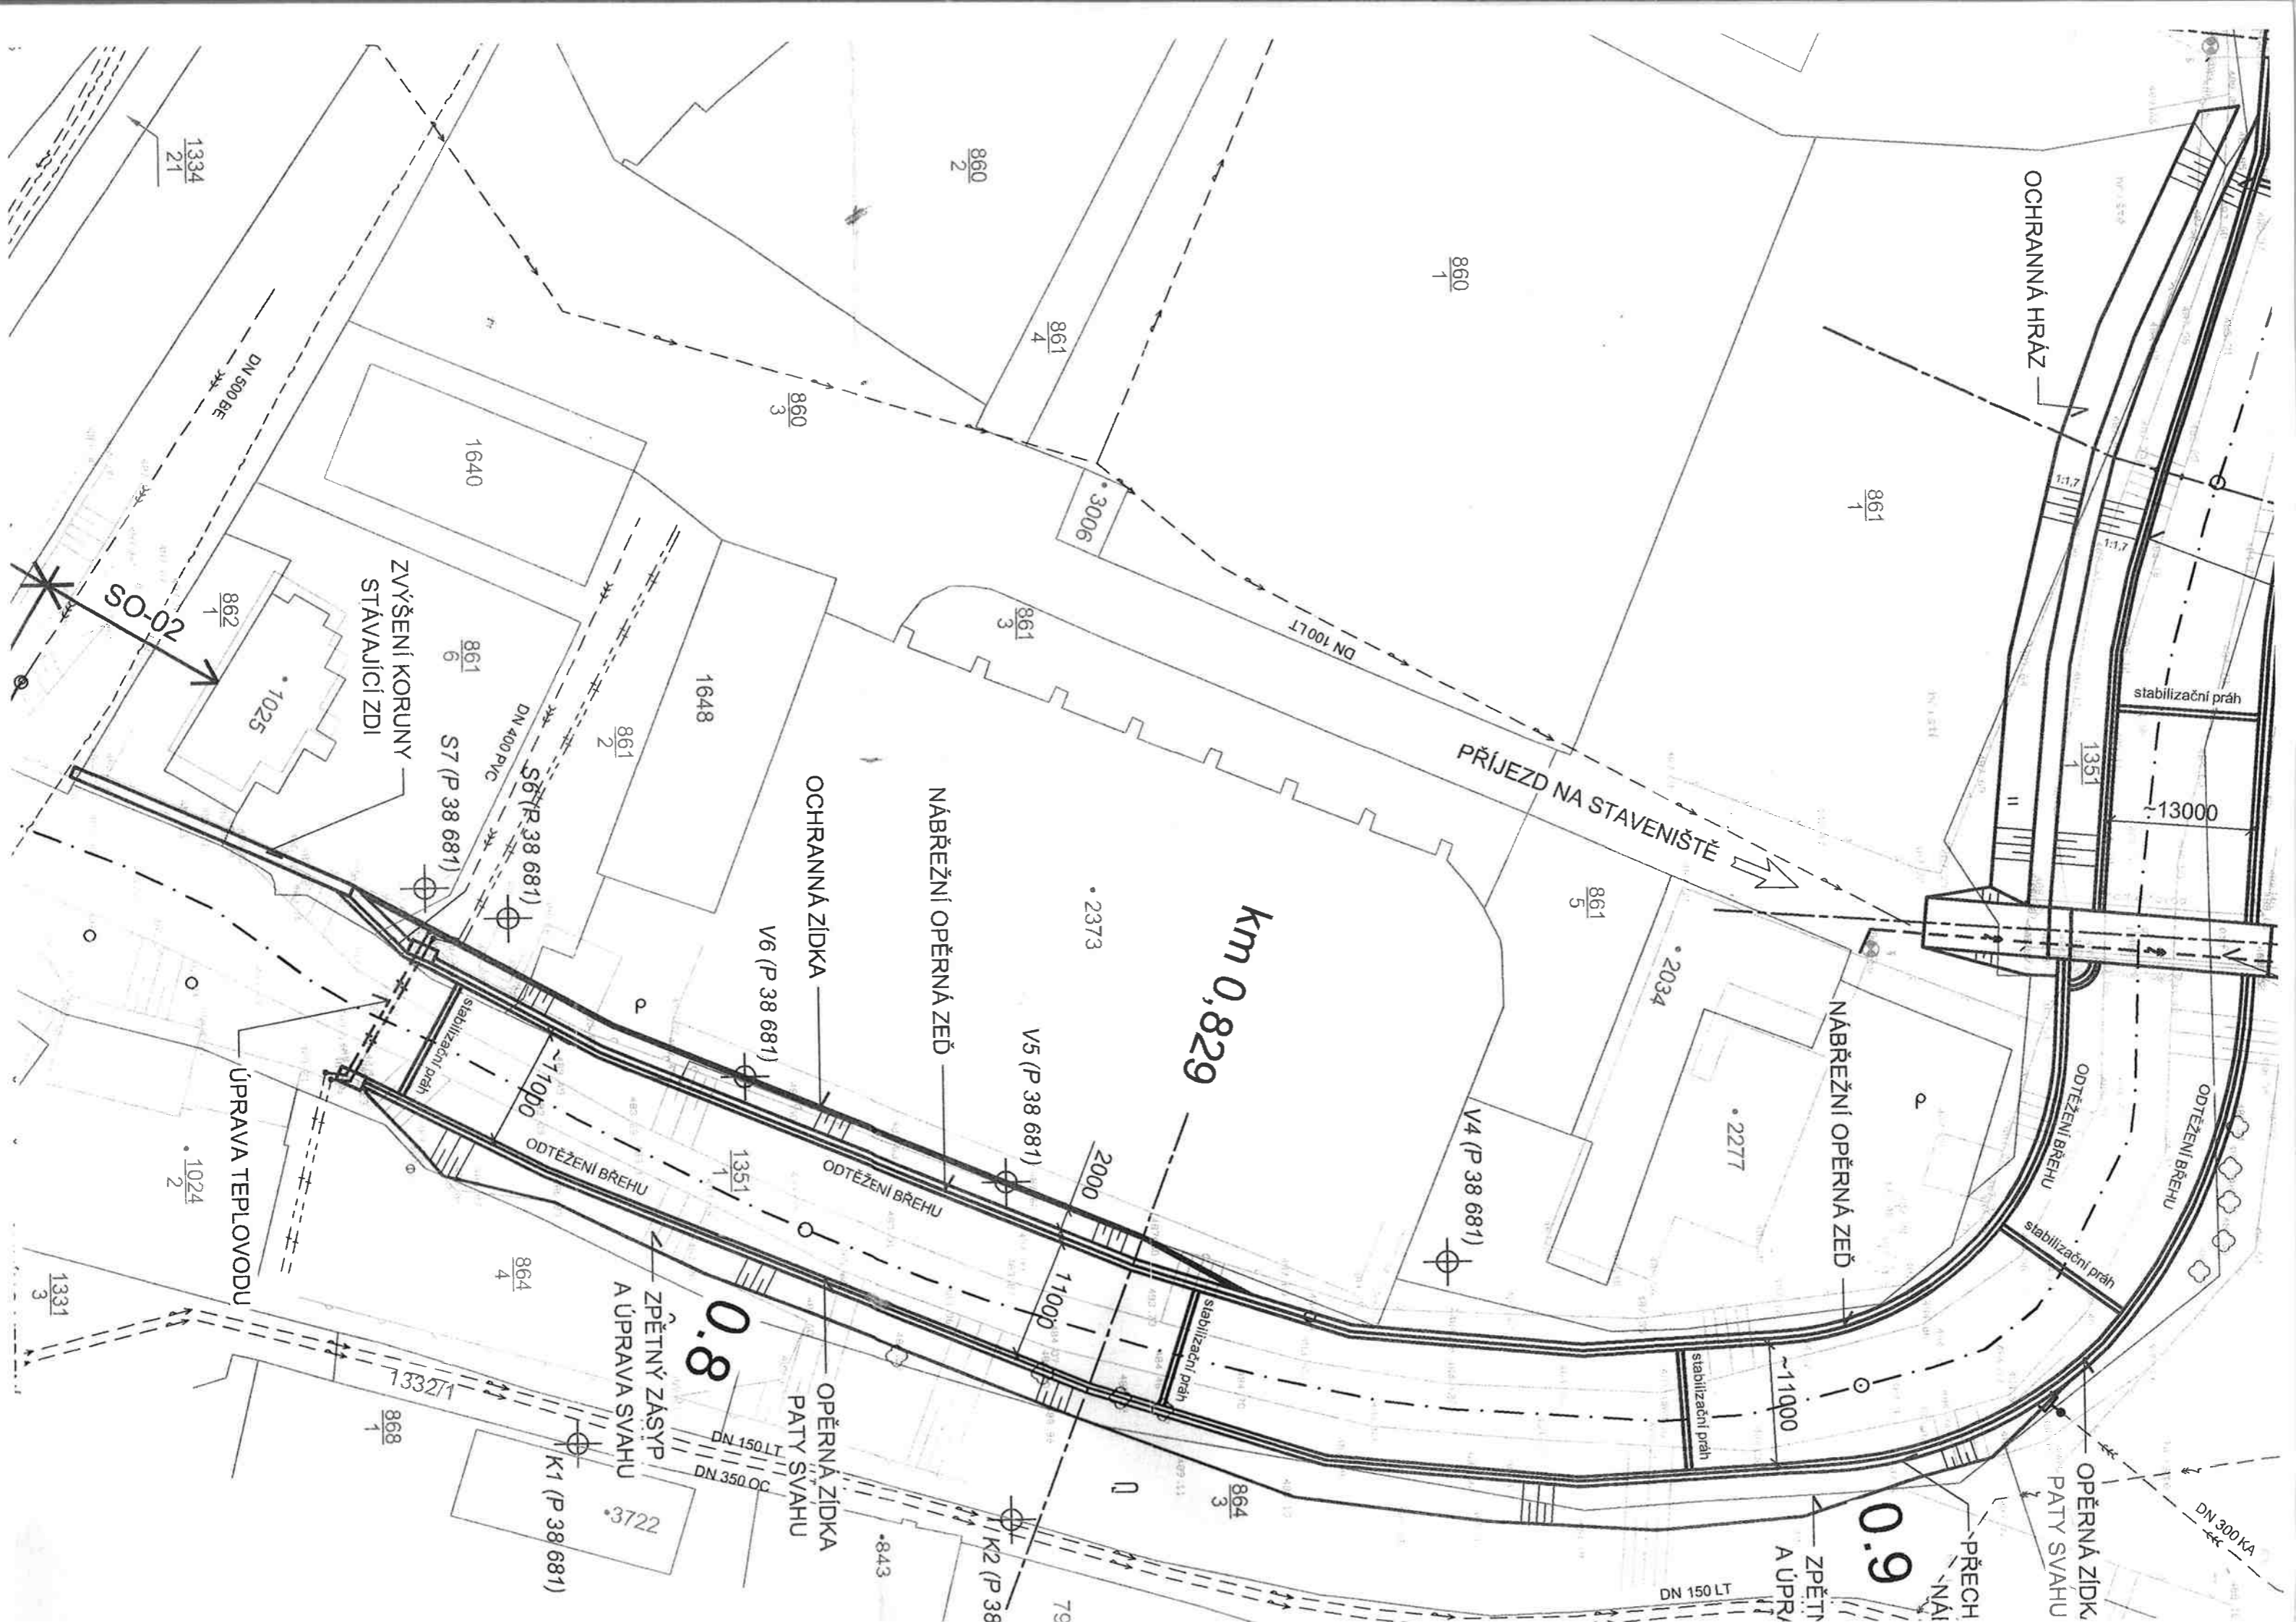 1334
21
860
2
860
1
861
4
860
3
861
1
OCHRANNÁ HRÁZ
1:1,7
1:1,7
DN 500 BE
1640
3006
861
3
DN 100 LT
SO-02
862
1
1025
ZVÝŠENÍ KORUNY
STÁVAJÍCÍ ZDI
861
6
S7 (P 38 681)
DN 400 PVC
S6 (P 38 681)
861
2
1648
PŘÍJEZD NA STAVENIŠTĚ
stabilizační práh
1351
1
~13000
861
5
2034
2373
km 0,829
OCHRANNÁ ZÍDKA
NÁBŘEŽNÍ OPĚRNÁ ZEĎ
V6 (P 38 681)
V5 (P 38 681)
V4 (P 38 681)
2277
NÁBŘEŽNÍ OPĚRNÁ ZEĎ
ODTĚŽENÍ BŘEHU
ODTĚŽENÍ BŘEHU
stabilizační práh
stabilizační práh
~11000
ODTĚŽENÍ BŘEHU
1351
1
ODTĚŽENÍ BŘEHU
2000
11000
stabilizační práh
stabilizační práh
~11000
ÚPRAVA TEPLOVODU
1024
2
1331
3
864
4
ZPĚTNÝ ZÁSYP
A ÚPRAVA SVAHU
0.8
OPĚRNÁ ZÍDKA
PATY SVAHU
1332/1
868
1
K1 (P 38 681)
DN 150 LT
DN 350 OC
3722
843
K2 (P 38
79
864
3
DN 150 LT
ZPĚTN
A ÚPRA
0.9
PŘECH
OPĚRNÁ ZÍDK
PATY SVAHU
DN 300 KA